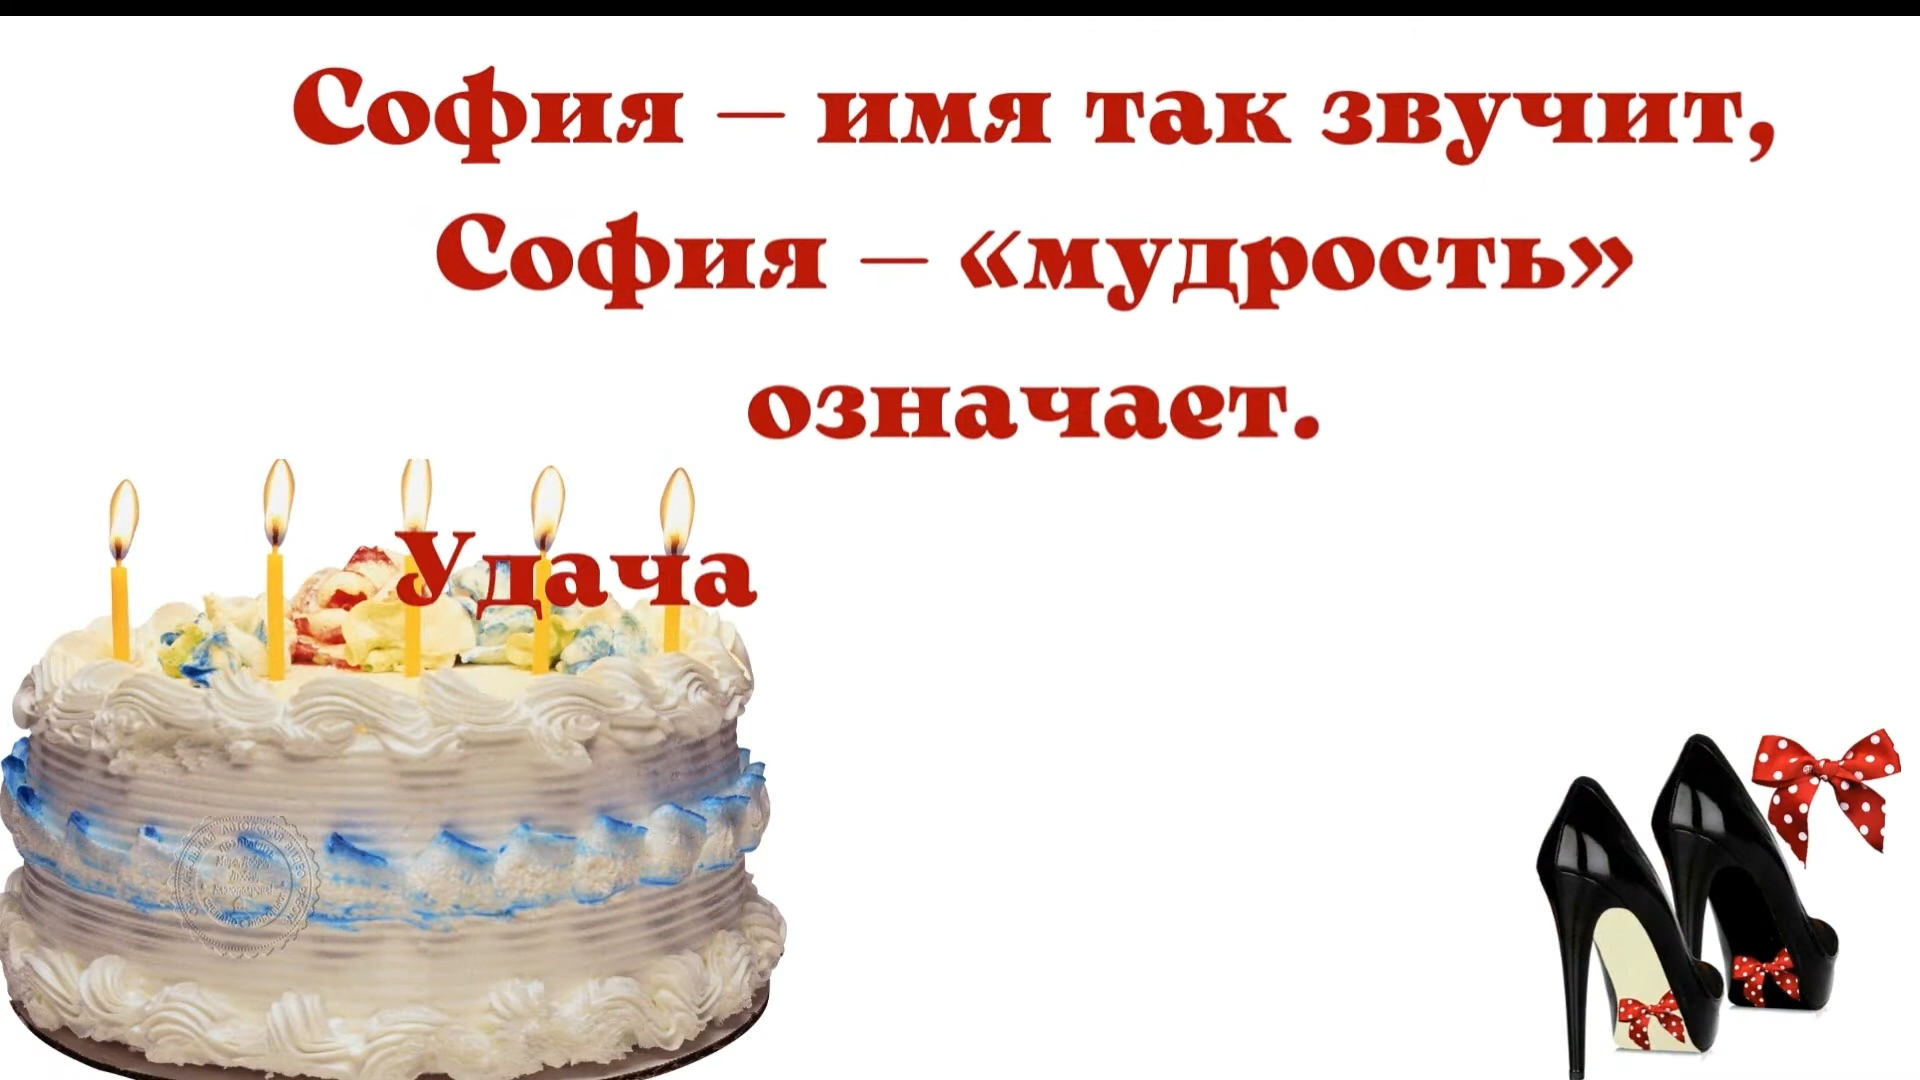 София – имя так звучит,
София – «мудрость»
означает.
Удача